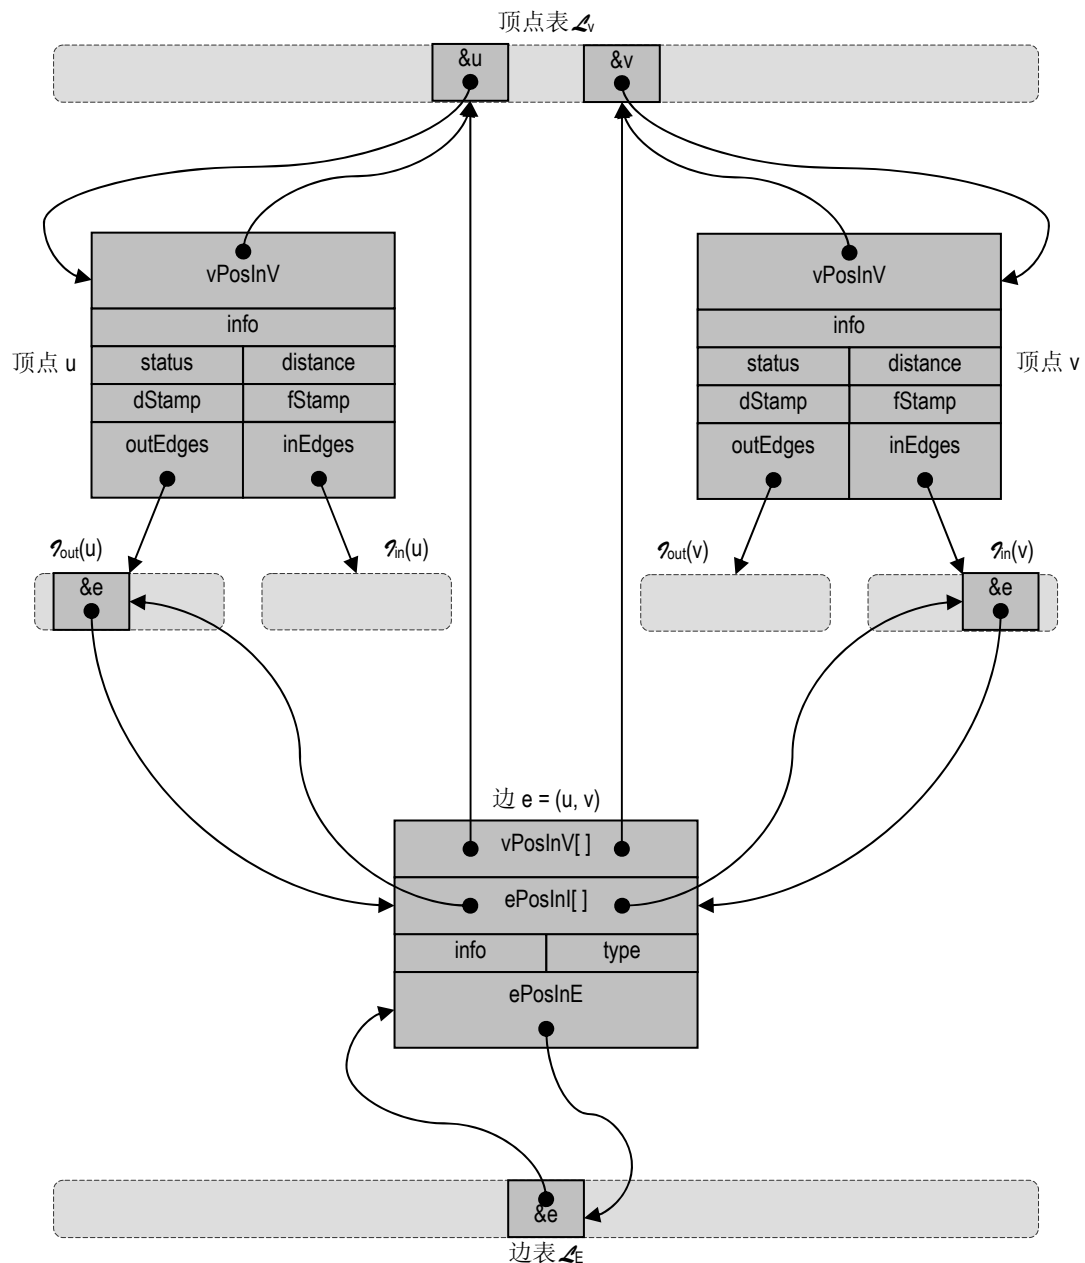 顶点表ℒv
&u
&v
vPosInV
info
status
distance
dStamp
fStamp
outEdges
inEdges
顶点 u
vPosInV
info
status
distance
dStamp
fStamp
outEdges
inEdges
顶点 v
ℐout(u)
ℐin(u)
ℐout(v)
ℐin(v)
&e
&e
边 e = (u, v)
vPosInV[ ]
ePosInI[ ]
info
type
ePosInE
&e
边表ℒE